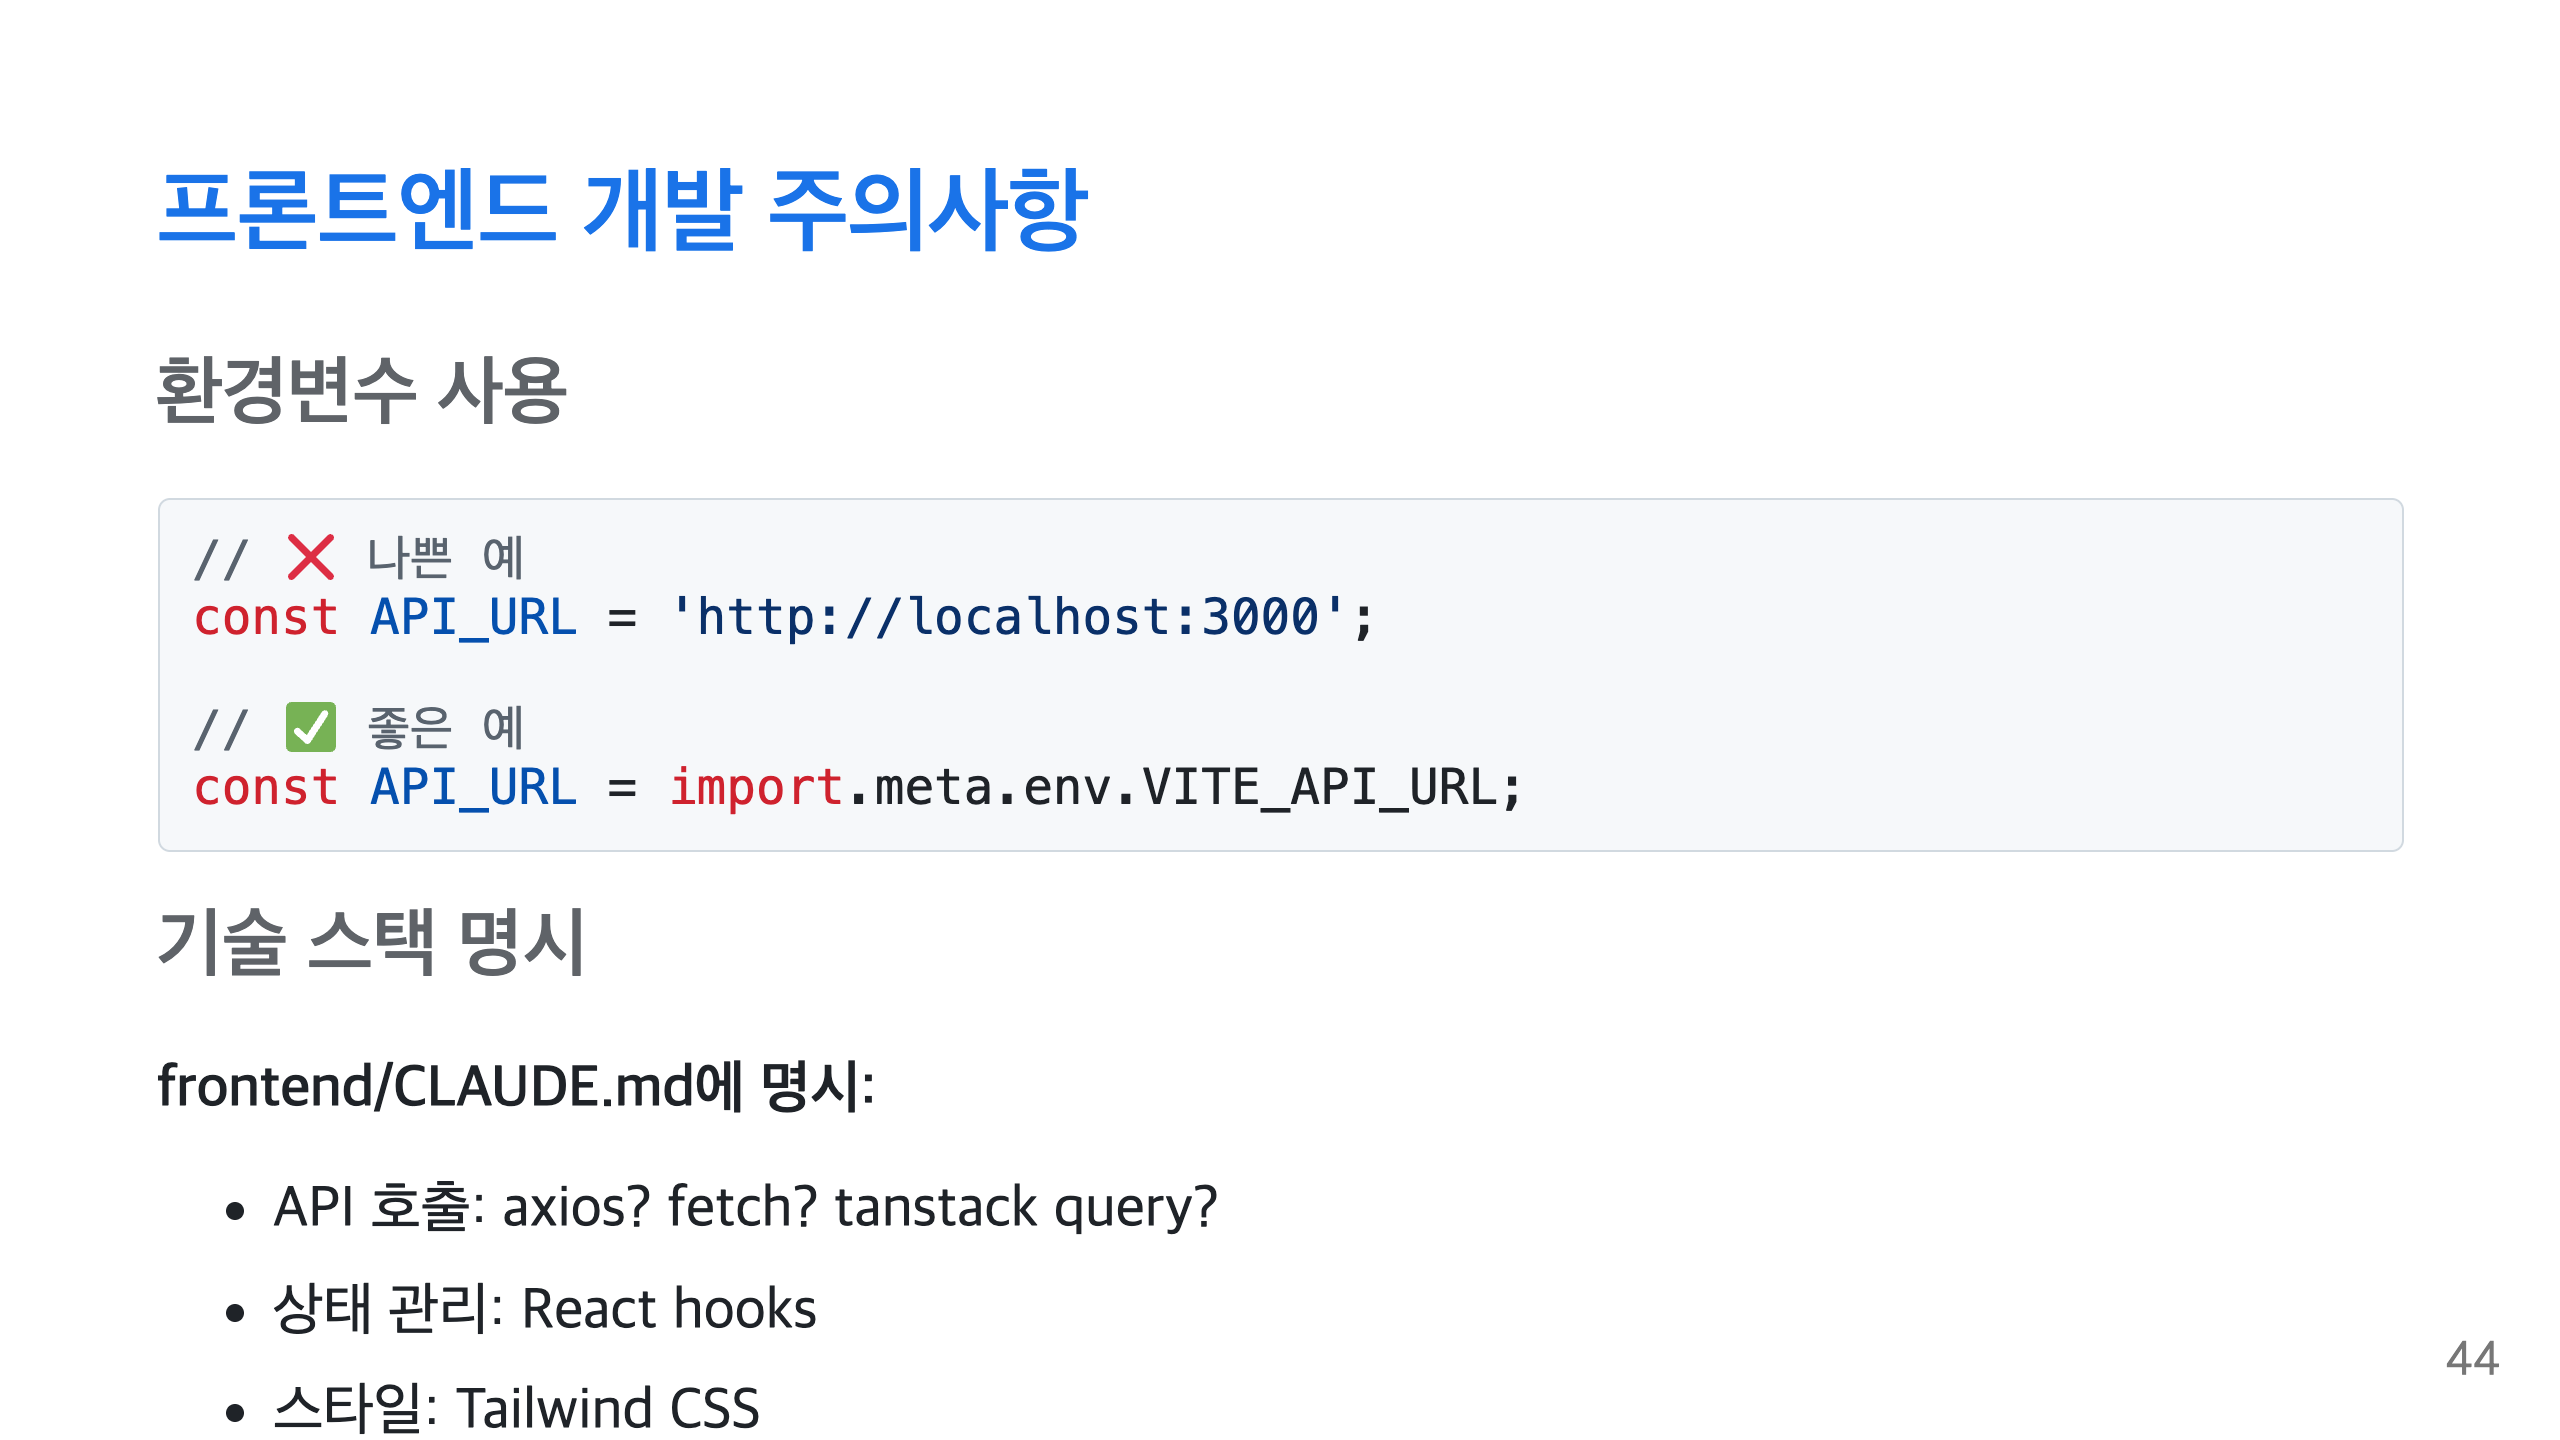 프론트엔드 개발 주의사항
환경변수 사용
// ❌ 나쁜 예
const API_URL = 'http://localhost:3000';
// ✅ 좋은 예
const API_URL = import.meta.env.VITE_API_URL;
기술 스택 명시
frontend/CLAUDE.md에 명시:
• API 호출: axios? fetch? tanstack query?
• 상태 관리: React hooks
• 스타일: Tailwind CSS
44